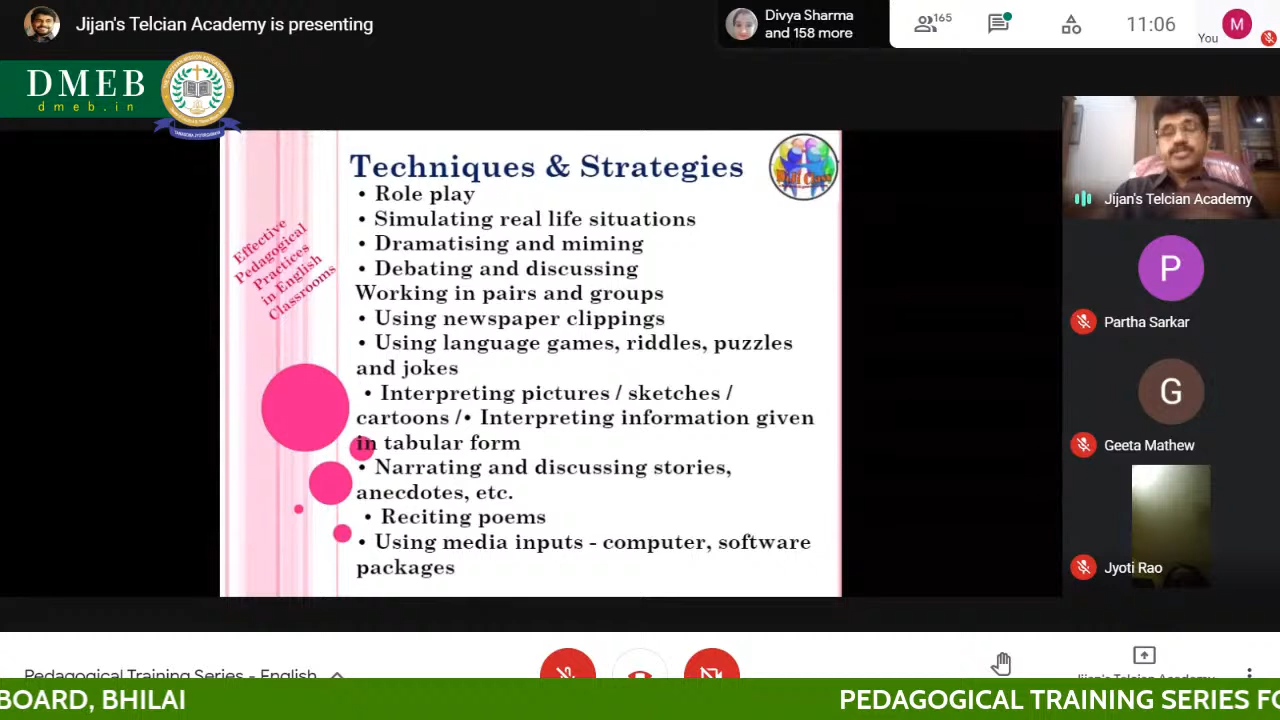 Jijan's Telcian Academy is presenting
Divya Sharma
and 158 more
165
11:06
You
M
DMEB
dmeb.in
Techniques & Strategies
Effective
Pedagogical
Practices
in English
Classrooms
• Role play
• Simulating real life situations
• Dramatising and miming
• Debating and discussing
Working in pairs and groups
• Using newspaper clippings
• Using language games, riddles, puzzles
and jokes
• Interpreting pictures / sketches /
cartoons /• Interpreting information given
in tabular form
• Narrating and discussing stories,
anecdotes, etc.
• Reciting poems
• Using media inputs - computer, software
packages
Jijan's Telcian Academy
P
Partha Sarkar
G
Geeta Mathew
Jyoti Rao
Pedagogical Training Series - English
Jijan's Telcian Academy
BOARD, BHILAI
PEDAGOGICAL TRAINING SERIES FO